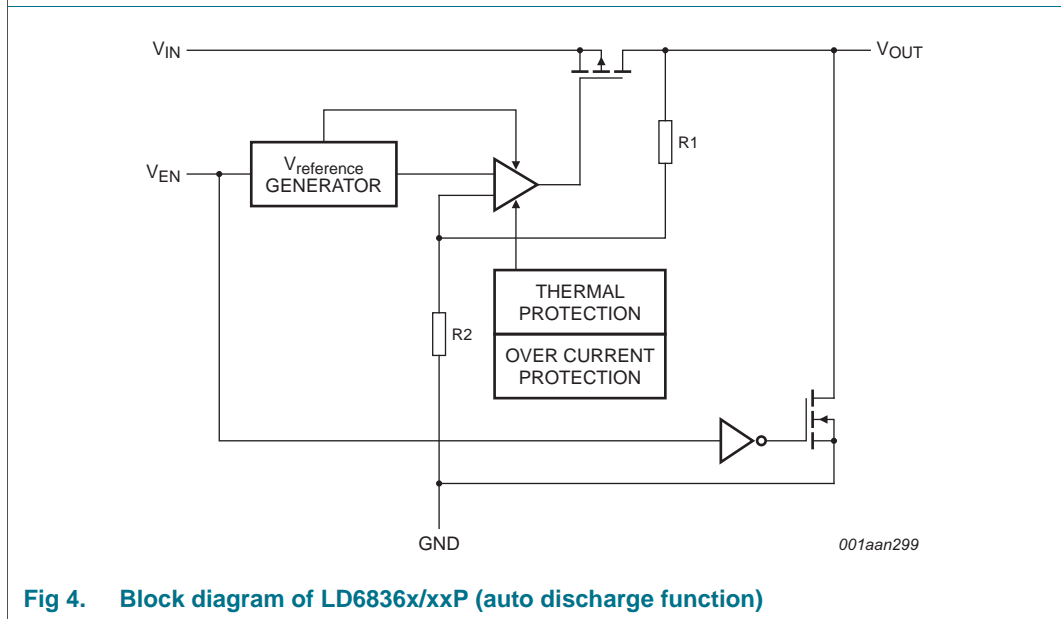 VIN
VOUT
R1
VEN
Vreference
GENERATOR
THERMAL
PROTECTION
R2
OVER CURRENT
PROTECTION
GND
001aan299
Fig 4. Block diagram of LD6836x/xxP (auto discharge function)